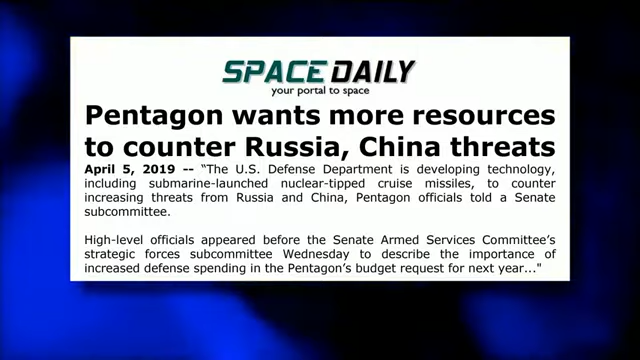 SPACE DAILY
your portal to space
Pentagon wants more resources
to counter Russia, China threats
April 5, 2019 -- “The U.S. Defense Department is developing technology,
including submarine-launched nuclear-tipped cruise missiles, to counter
increasing threats from Russia and China, Pentagon officials told a Senate
subcommittee.
High-level officials appeared before the Senate Armed Services Committee’s
strategic forces subcommittee Wednesday to describe the importance of
increased defense spending in the Pentagon’s budget request for next year..."